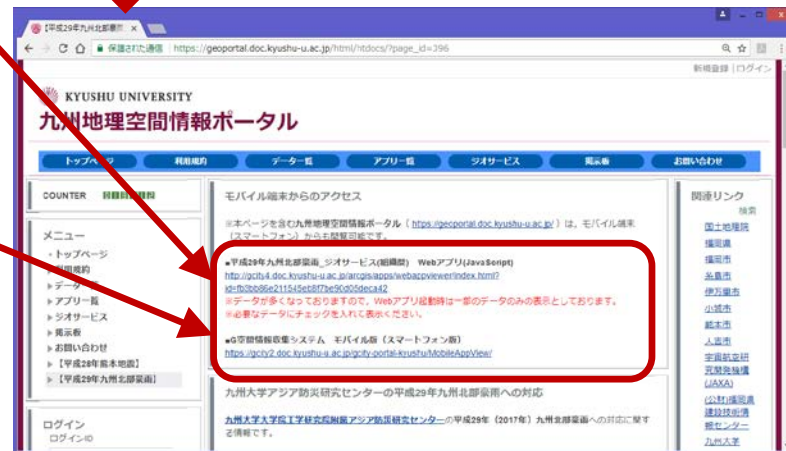 【平成29年九州北部豪雨
保護された通信 https://geoportal.doc.kyushu-u.ac.jp/html/htdocs/?page_id=396
新規登録 | ログイン
KYUSHU UNIVERSITY
九州地理空間情報ポータル
トップページ 利用規約 データ一覧 アプリ一覧 ジオサービス 掲示板 お問い合わせ
COUNTER
メニュー
トップページ
利用規約
データ一覧
アプリ一覧
ジオサービス
掲示板
お問い合わせ
【平成28年熊本地震】
【平成29年九州北部豪雨】
ログイン
ログインID
モバイル端末からのアクセス
※本ページを含む九州地理空間情報ポータル（ https://geoportal.doc.kyushu-u.ac.jp/ ）は、モバイル端末
（スマートフォン）からも閲覧可能です。
■平成29年九州北部豪雨_ジオサービス(組織間) Webアプリ(JavaScript)
http://gcity4.doc.kyushu-u.ac.jp/arcgis/apps/webappviewer/index.html?
id=fb3bb86e211545eb8f7be90d05deca42
※データが多くなっておりますので、Webアプリ起動時は一部のデータのみの表示としております。
※必要なデータにチェックを入れて表示ください。
■G空間情報収集システム モバイル版（スマートフォン版）
https://gcity2.doc.kyushu-u.ac.jp/gcity-portal-kyushu/MobileAppView/
九州大学アジア防災研究センターの平成29年九州北部豪雨への対応
九州大学大学院工学研究院附属アジア防災研究センターの平成29年（2017年）九州北部豪雨への対応に関す
る情報です。
関連リンク
検索
国土地理院
福岡県
福岡市
糸島市
伊万里市
小城市
熊本市
人吉市
宇宙航空研
究開発機構
(JAXA)
(公財)福岡県
建設技術情
報センター
九州大学